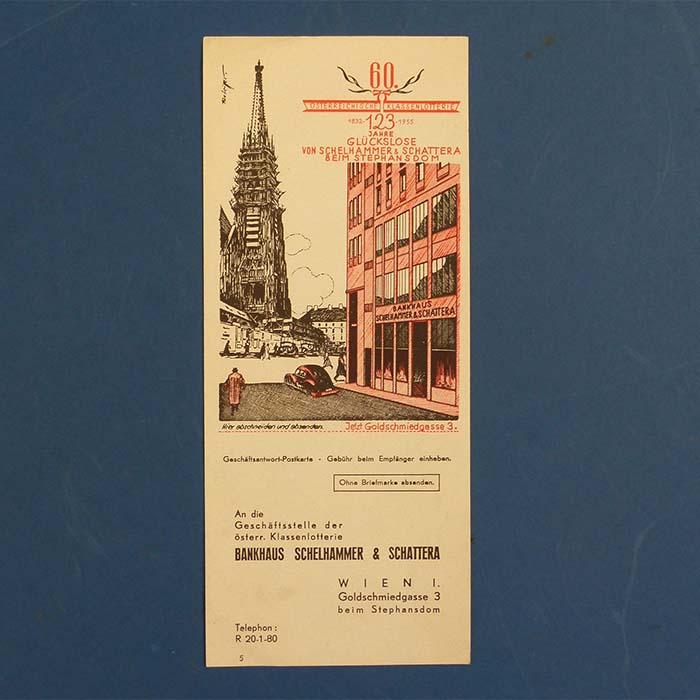 60.
ÖSTERREICHISCHE KLASSENLOTTERIE
1832-123-1955
JAHRE
GLÜCKSLOSE
VON SCHELHAMMER & SCHATTERA
BEIM STEPHANSDOM
BANKHAUS
SCHELHAMMER & SCHATTERA
Hier abschneiden und absenden.
Jetzt Goldschmiedgasse 3.
Geschäftsantwort-Postkarte - Gebühr beim Empfänger einheben.
Ohne Briefmarke absenden.
An die
Geschäftsstelle der
österr. Klassenlotterie
BANKHAUS SCHELHAMMER & SCHATTERA
WIEN I.
Goldschmiedgasse 3
beim Stephansdom
Telephon:
R 20-1-80
5